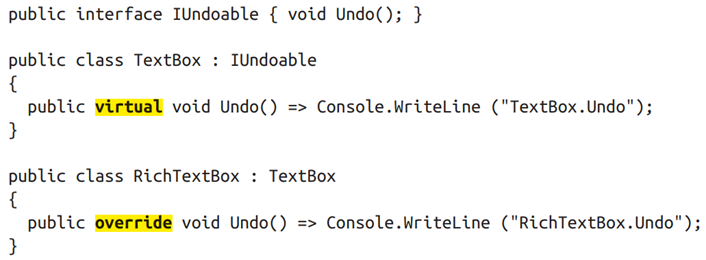 public interface IUndoable { void Undo(); }
public class TextBox : IUndoable
{
public virtual void Undo() => Console.WriteLine ("TextBox.Undo");
}
public class RichTextBox : TextBox
{
public override void Undo() => Console.WriteLine ("RichTextBox.Undo");
}